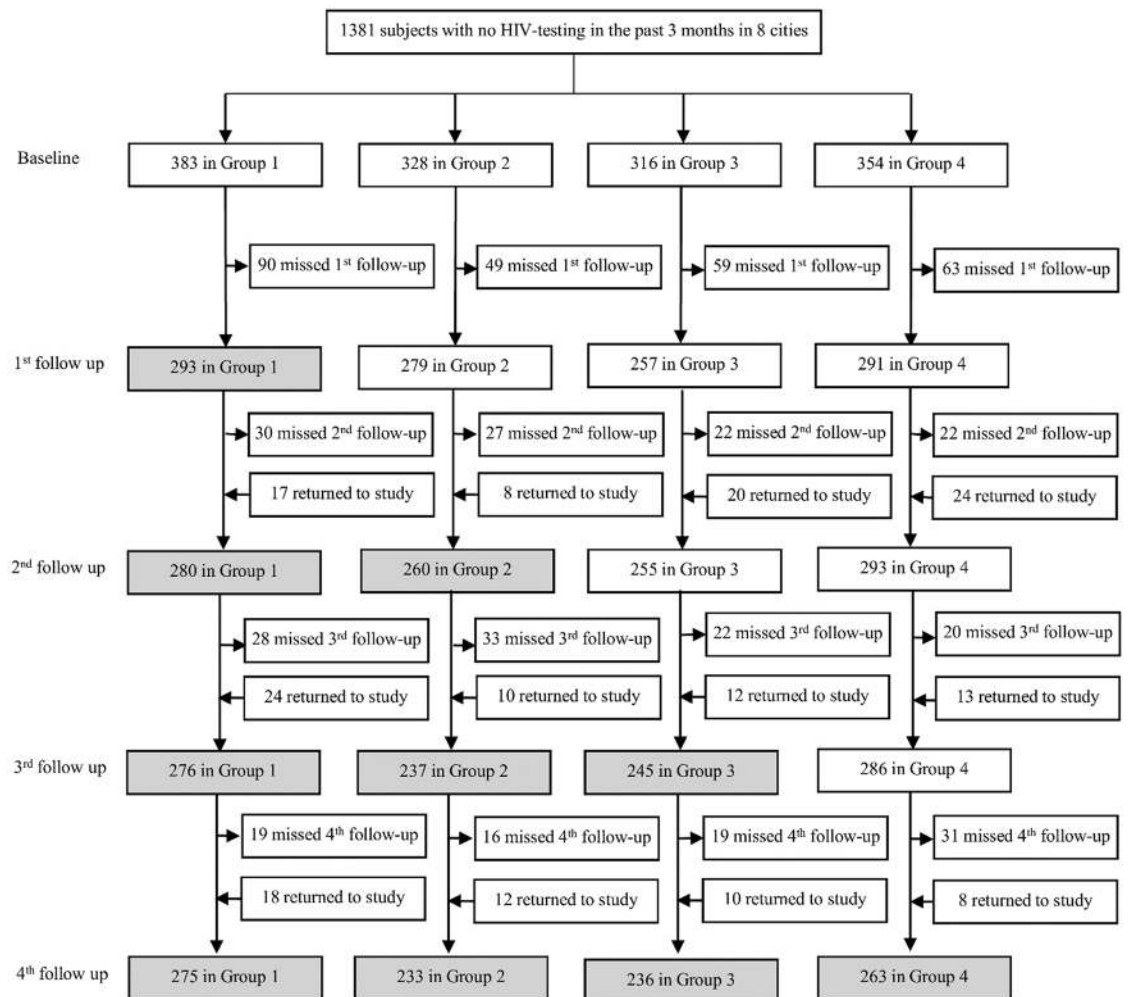 1381 subjects with no HIV-testing in the past 3 months in 8 cities
Baseline
383 in Group 1
328 in Group 2
316 in Group 3
354 in Group 4
90 missed 1st follow-up
49 missed 1st follow-up
59 missed 1st follow-up
63 missed 1st follow-up
1st follow up
293 in Group 1
279 in Group 2
257 in Group 3
291 in Group 4
30 missed 2nd follow-up
27 missed 2nd follow-up
22 missed 2nd follow-up
22 missed 2nd follow-up
17 returned to study
8 returned to study
20 returned to study
24 returned to study
2nd follow up
280 in Group 1
260 in Group 2
255 in Group 3
293 in Group 4
28 missed 3rd follow-up
33 missed 3rd follow-up
22 missed 3rd follow-up
20 missed 3rd follow-up
24 returned to study
10 returned to study
12 returned to study
13 returned to study
3rd follow up
276 in Group 1
237 in Group 2
245 in Group 3
286 in Group 4
19 missed 4th follow-up
16 missed 4th follow-up
19 missed 4th follow-up
31 missed 4th follow-up
18 returned to study
12 returned to study
10 returned to study
8 returned to study
4th follow up
275 in Group 1
233 in Group 2
236 in Group 3
263 in Group 4